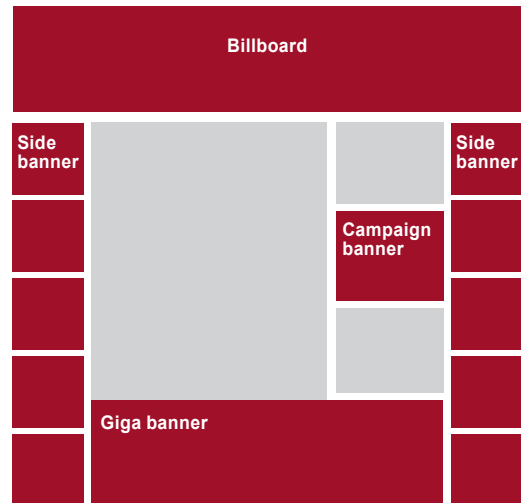 Billboard
Side
banner
Side
banner
Campaign
banner
Giga banner